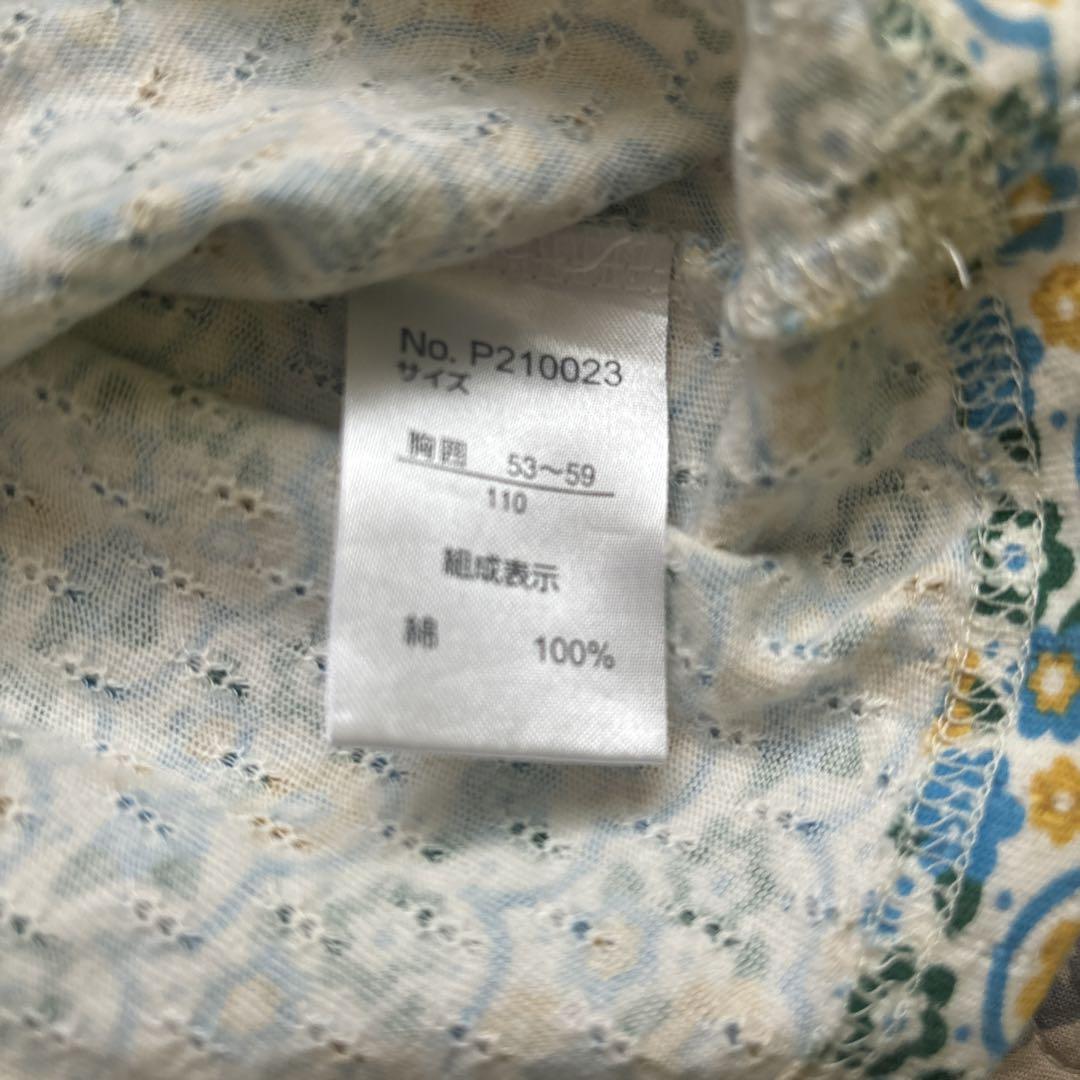 No. P210023
サイズ
胸囲 53～59
110
組成表示
綿 100%